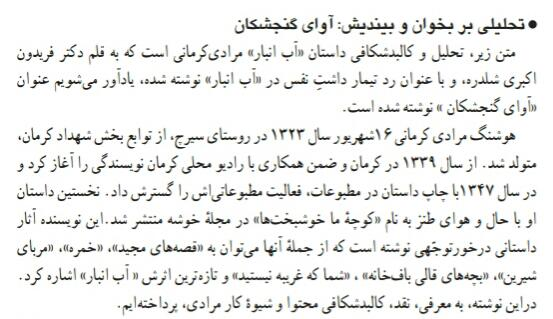 ● تحلیلی بر بخوان و بیندیش: آوای گنجشکان
متن زیر، تحلیل و کالبدشکافی داستان «آب انبار» مرادی‌کرمانی است که به قلم دکتر فریدون
اکبری شلدره، و با عنوان رد تیمار داشتِ نفس در «آب انبار» نوشته شده، یادآور می‌شویم عنوان
«آوای گنجشکان » نوشته شده است.
هوشنگ مرادی کرمانی ۱۶شهریور سال ۱۳۲۳ در روستای سیرچ، از توابع بخش شهداد کرمان،
متولد شد. از سال ۱۳۳۹ در کرمان و ضمن همکاری با رادیو محلی کرمان نویسندگی را آغاز کرد و
در سال ۱۳۴۷با چاپ داستان در مطبوعات، فعالیت مطبوعاتی‌اش را گسترش داد. نخستین داستان
او با حال و هوای طنز به نام «کوچهٔ ما خوشبخت‌ها» در مجلهٔ خوشه منتشر شد.این نویسنده آثار
داستانی درخورتوجّهی نوشته است که از جملهٔ آنها می‌توان به «قصه‌های مجید»، «خمره»، «مربای
شیرین»، «بچه‌های قالی باف‌خانه» ، «شما که غریبه نیستید» و تازه‌ترین اثرش « آب انبار» اشاره کرد.
دراین نوشته، به معرفی، نقد، کالبدشکافی محتوا و شیوهٔ کار مرادی، پرداخته‌ایم.